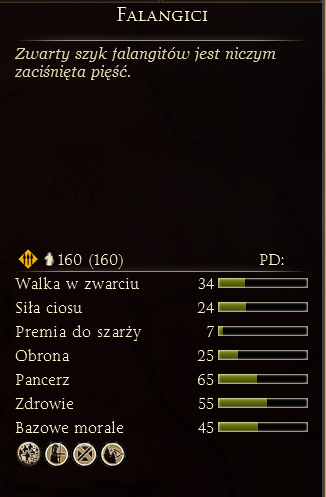 Falangici
Zwarty szyk falangitów jest niczym
zaciśnięta pięść.
160 (160) PD:
Walka w zwarciu 34
Siła ciosu 24
Premia do szarży 7
Obrona 25
Pancerz 65
Zdrowie 55
Bazowe morale 45